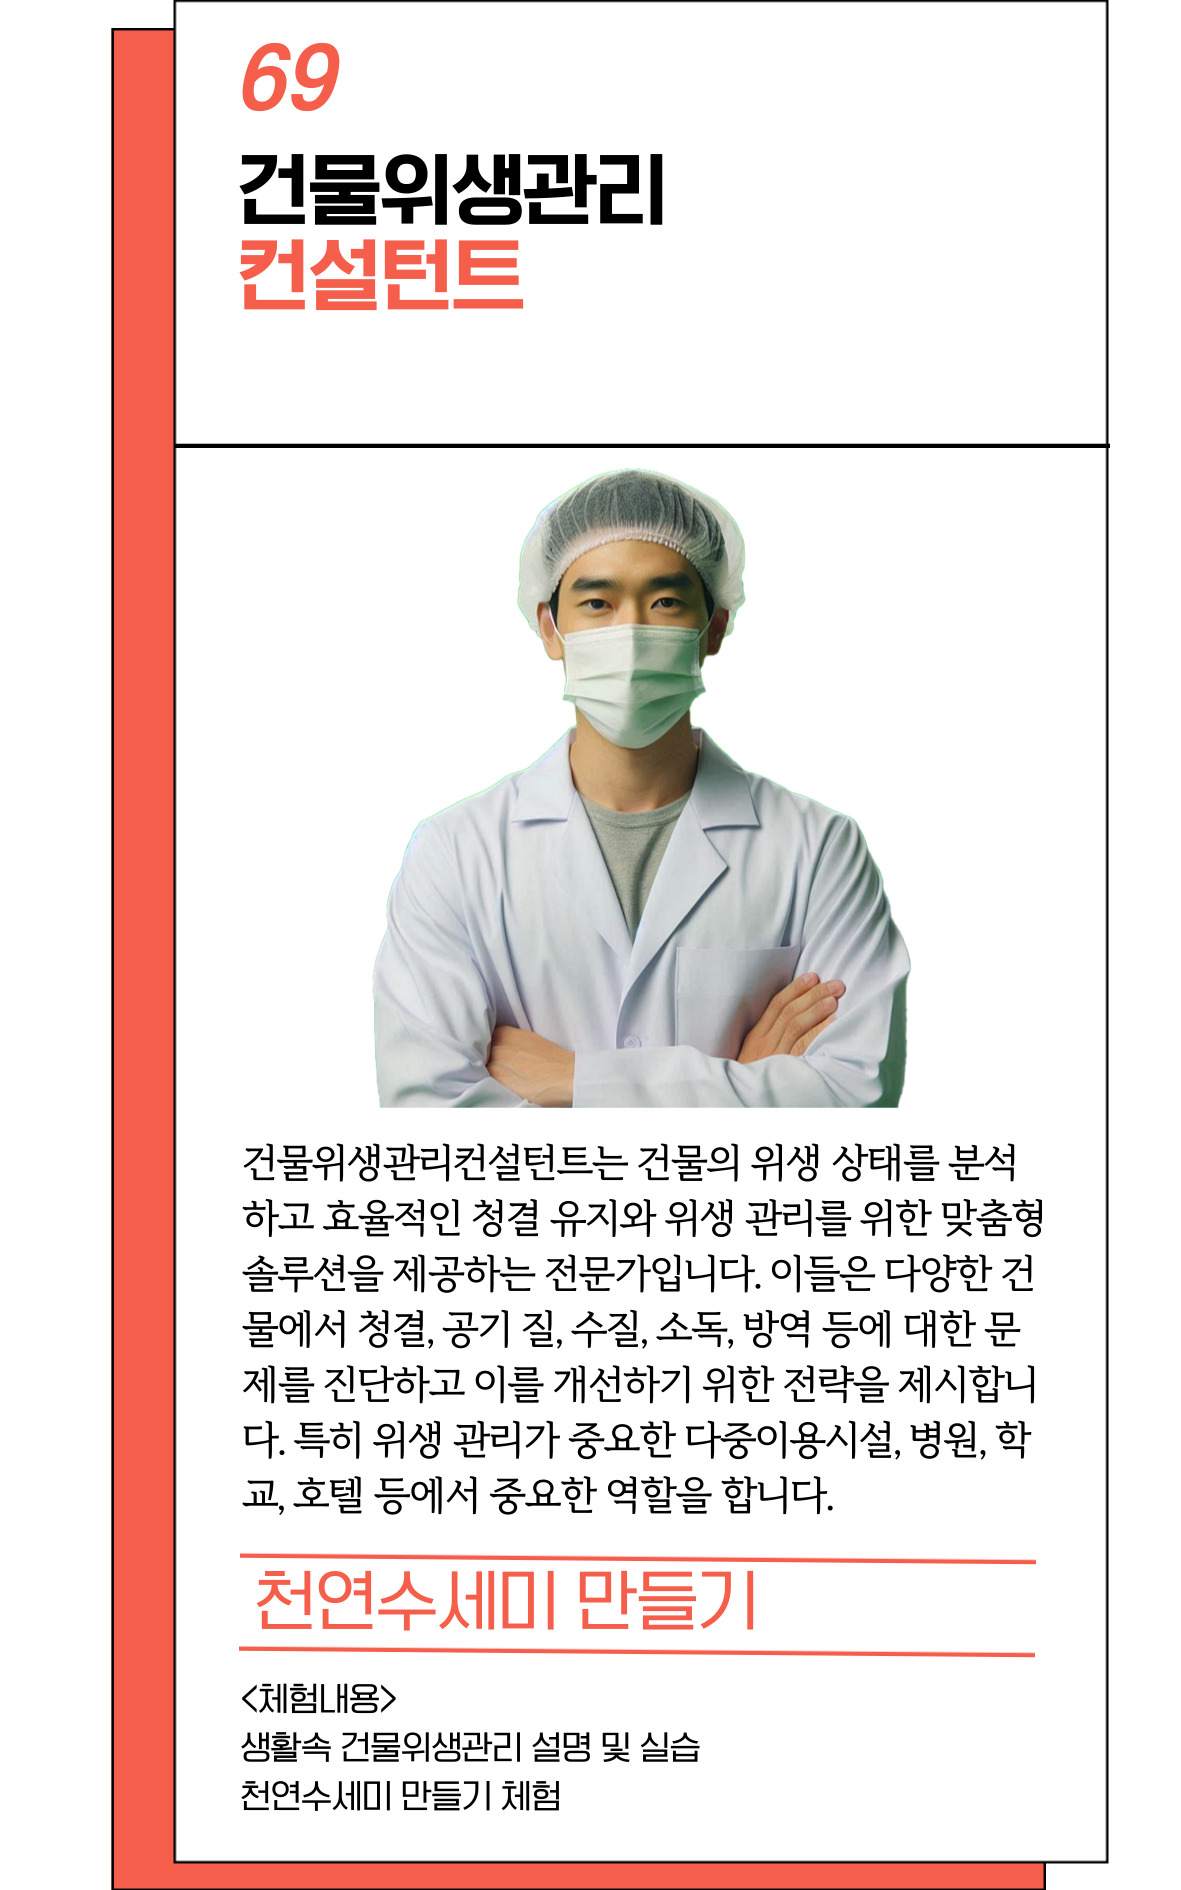 69
건물위생관리
컨설턴트
건물위생관리컨설턴트는 건물의 위생 상태를 분석
하고 효율적인 청결 유지와 위생 관리를 위한 맞춤형
솔루션을 제공하는 전문가입니다. 이들은 다양한 건
물에서 청결, 공기 질, 수질, 소독, 방역 등에 대한 문
제를 진단하고 이를 개선하기 위한 전략을 제시합니
다. 특히 위생 관리가 중요한 다중이용시설, 병원, 학
교, 호텔 등에서 중요한 역할을 합니다.
천연수세미 만들기
<체험내용>
생활속 건물위생관리 설명 및 실습
천연수세미 만들기 체험